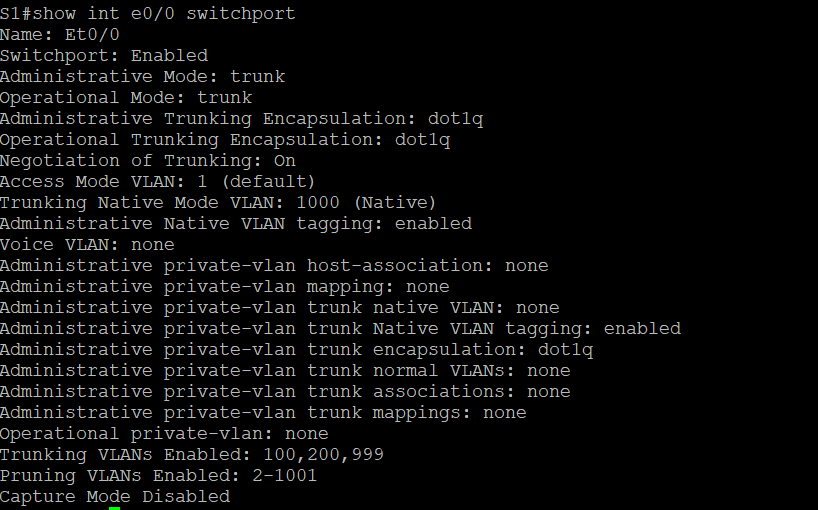 S1#show int e0/0 switchport
Name: Et0/0
Switchport: Enabled
Administrative Mode: trunk
Operational Mode: trunk
Administrative Trunking Encapsulation: dot1q
Operational Trunking Encapsulation: dot1q
Negotiation of Trunking: On
Access Mode VLAN: 1 (default)
Trunking Native Mode VLAN: 1000 (Native)
Administrative Native VLAN tagging: enabled
Voice VLAN: none
Administrative private-vlan host-association: none
Administrative private-vlan mapping: none
Administrative private-vlan trunk native VLAN: none
Administrative private-vlan trunk Native VLAN tagging: enabled
Administrative private-vlan trunk encapsulation: dot1q
Administrative private-vlan trunk normal VLANs: none
Administrative private-vlan trunk associations: none
Administrative private-vlan trunk mappings: none
Operational private-vlan: none
Trunking VLANs Enabled: 100,200,999
Pruning VLANs Enabled: 2-1001
Capture Mode Disabled